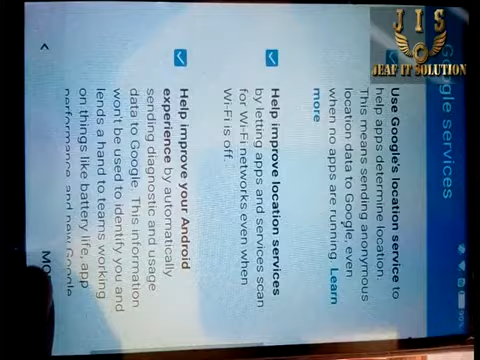 Google services
Use Google's location service to
help apps determine location.
This means sending anonymous
location data to Google, even
when no apps are running. Learn
more
Help improve location services
by letting apps and services scan
for Wi-Fi networks even when
Wi-Fi is off.
Help improve your Android
experience by automatically
sending diagnostic and usage
data to Google. This information
won't be used to identify you and
lends a hand to teams working
on things like battery life, app
performance, and new Google
JIS
JEAF IT SOLUTION